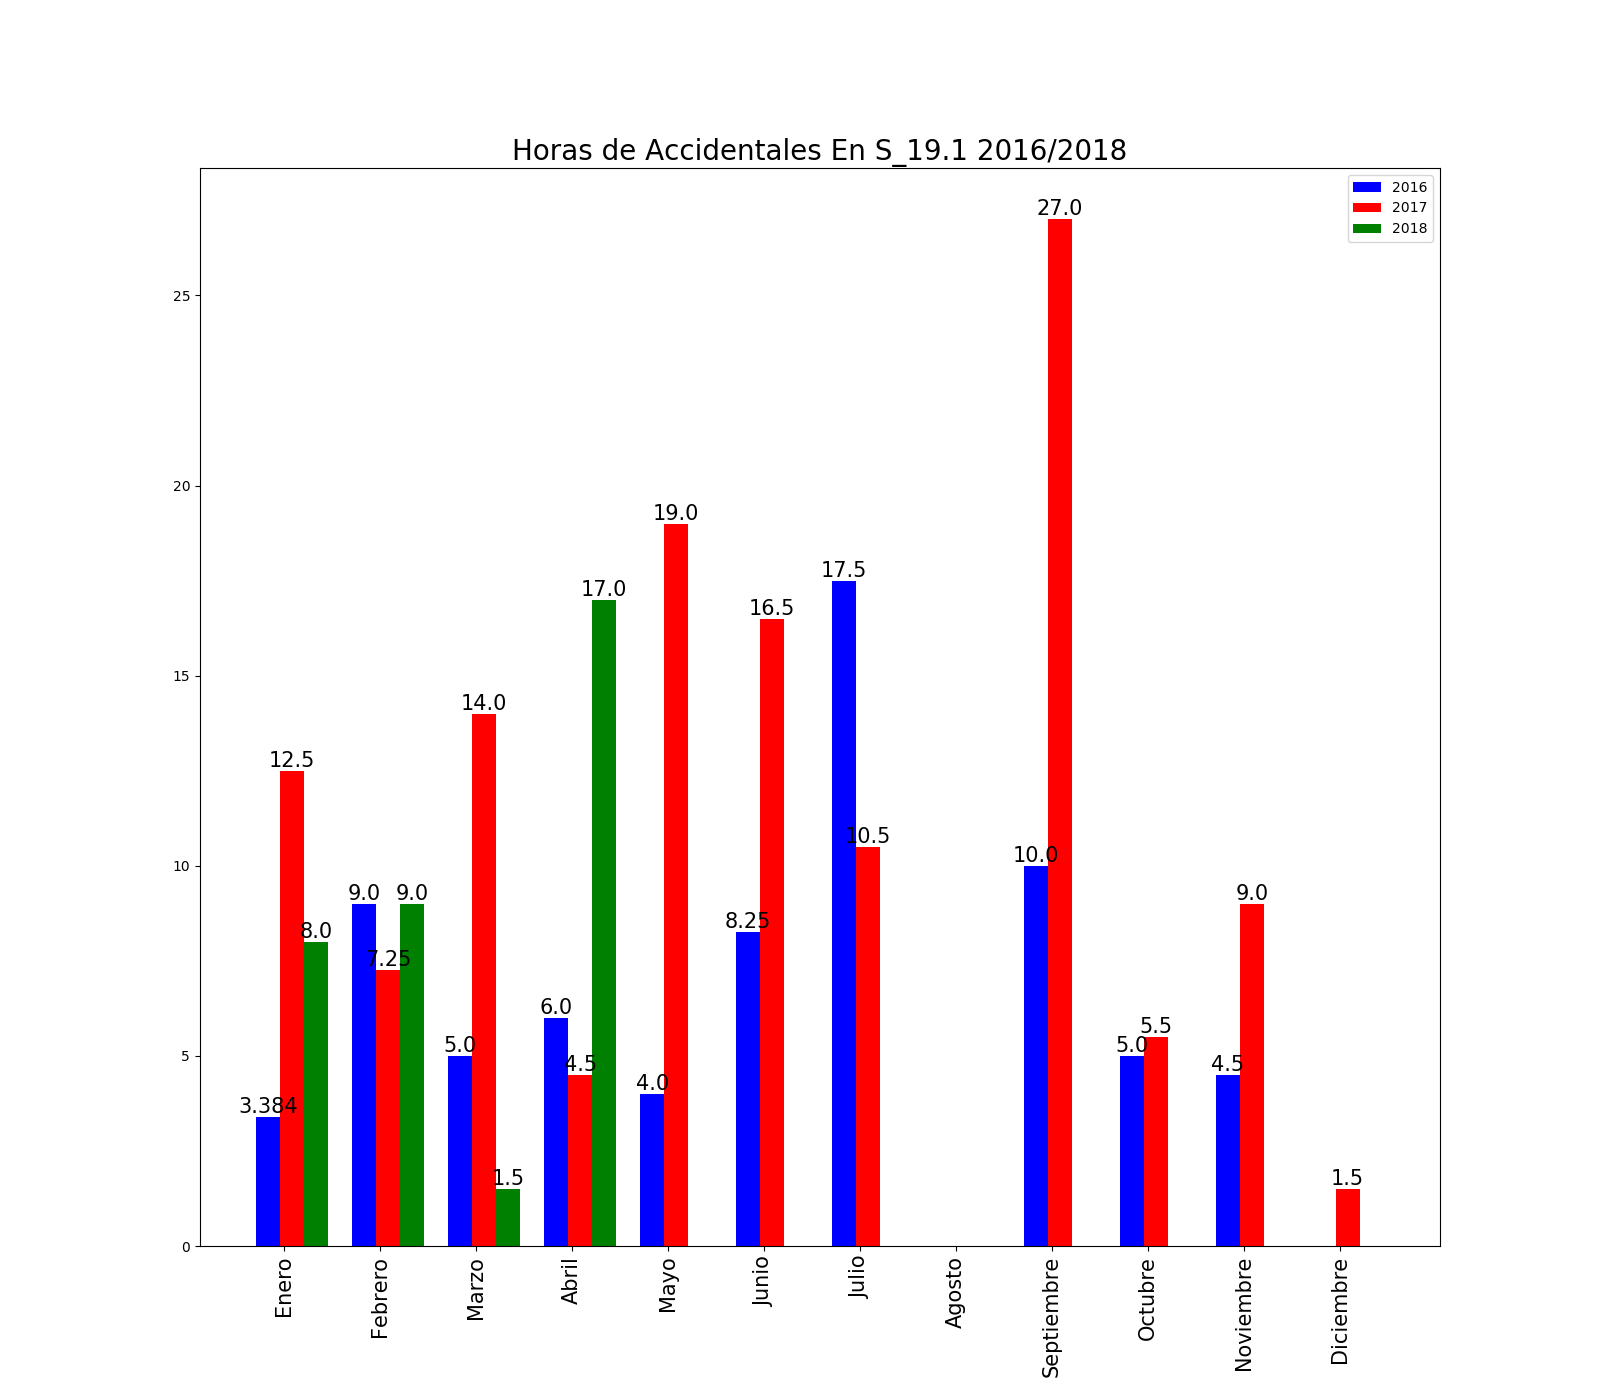 Horas de Accidentales En S_19.1 2016/2018
2016
2017
2018
27.0
25
20
19.0
17.5
17.0
16.5
15
14.0
12.5
10.5
10
10.0
9.0
9.0
9.0
8.25
8.0
7.25
6.0
5.5
5
5.0
5.0
4.5
4.5
4.0
3.384
1.5
1.5
0
Enero
Febrero
Marzo
Abril
Mayo
Junio
Julio
Agosto
Septiembre
Octubre
Noviembre
Diciembre